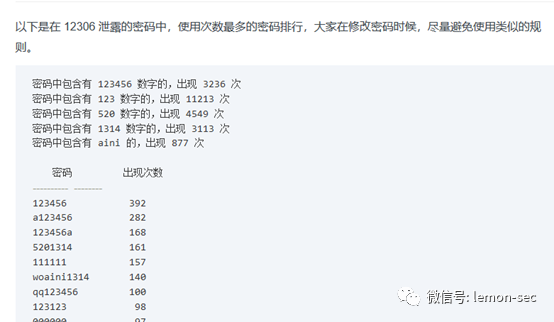 以下是在 12306 泄露的密码中，使用次数最多的密码排行，大家在修改密码时候，尽量避免使用类似的规
则。
密码中包含有 123456 数字的，出现 3236 次
密码中包含有 123 数字的，出现 11213 次
密码中包含有 520 数字的，出现 4549 次
密码中包含有 1314 数字的，出现 3113 次
密码中包含有 aini 的，出现 877 次
密码 出现次数
---------- --------
123456 392
a123456 282
123456a 168
5201314 161
111111 157
woaini1314 140
qq123456 100
123123 98
000000 97
微信号: lemon-sec